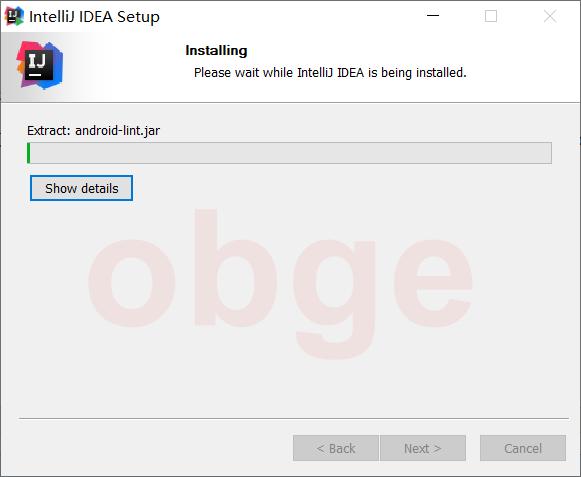 IntelliJ IDEA Setup
IJ
Installing
Please wait while IntelliJ IDEA is being installed.
Extract: android-lint.jar
Show details
obge
< Back
Next >
Cancel